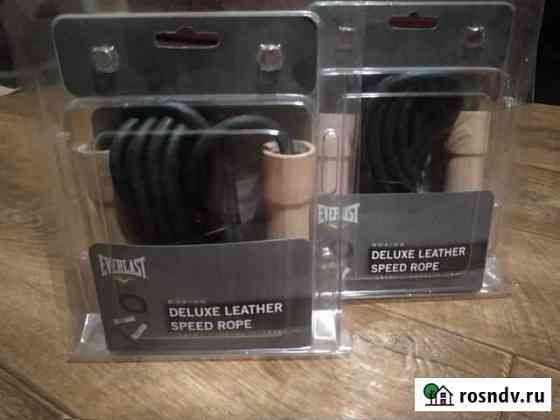 EVERLAST
BOXING
DELUXE LEATHER
SPEED ROPE
EVERLAST
BOXING
DELUXE LEATHER
SPEED ROPE
rosndv.ru